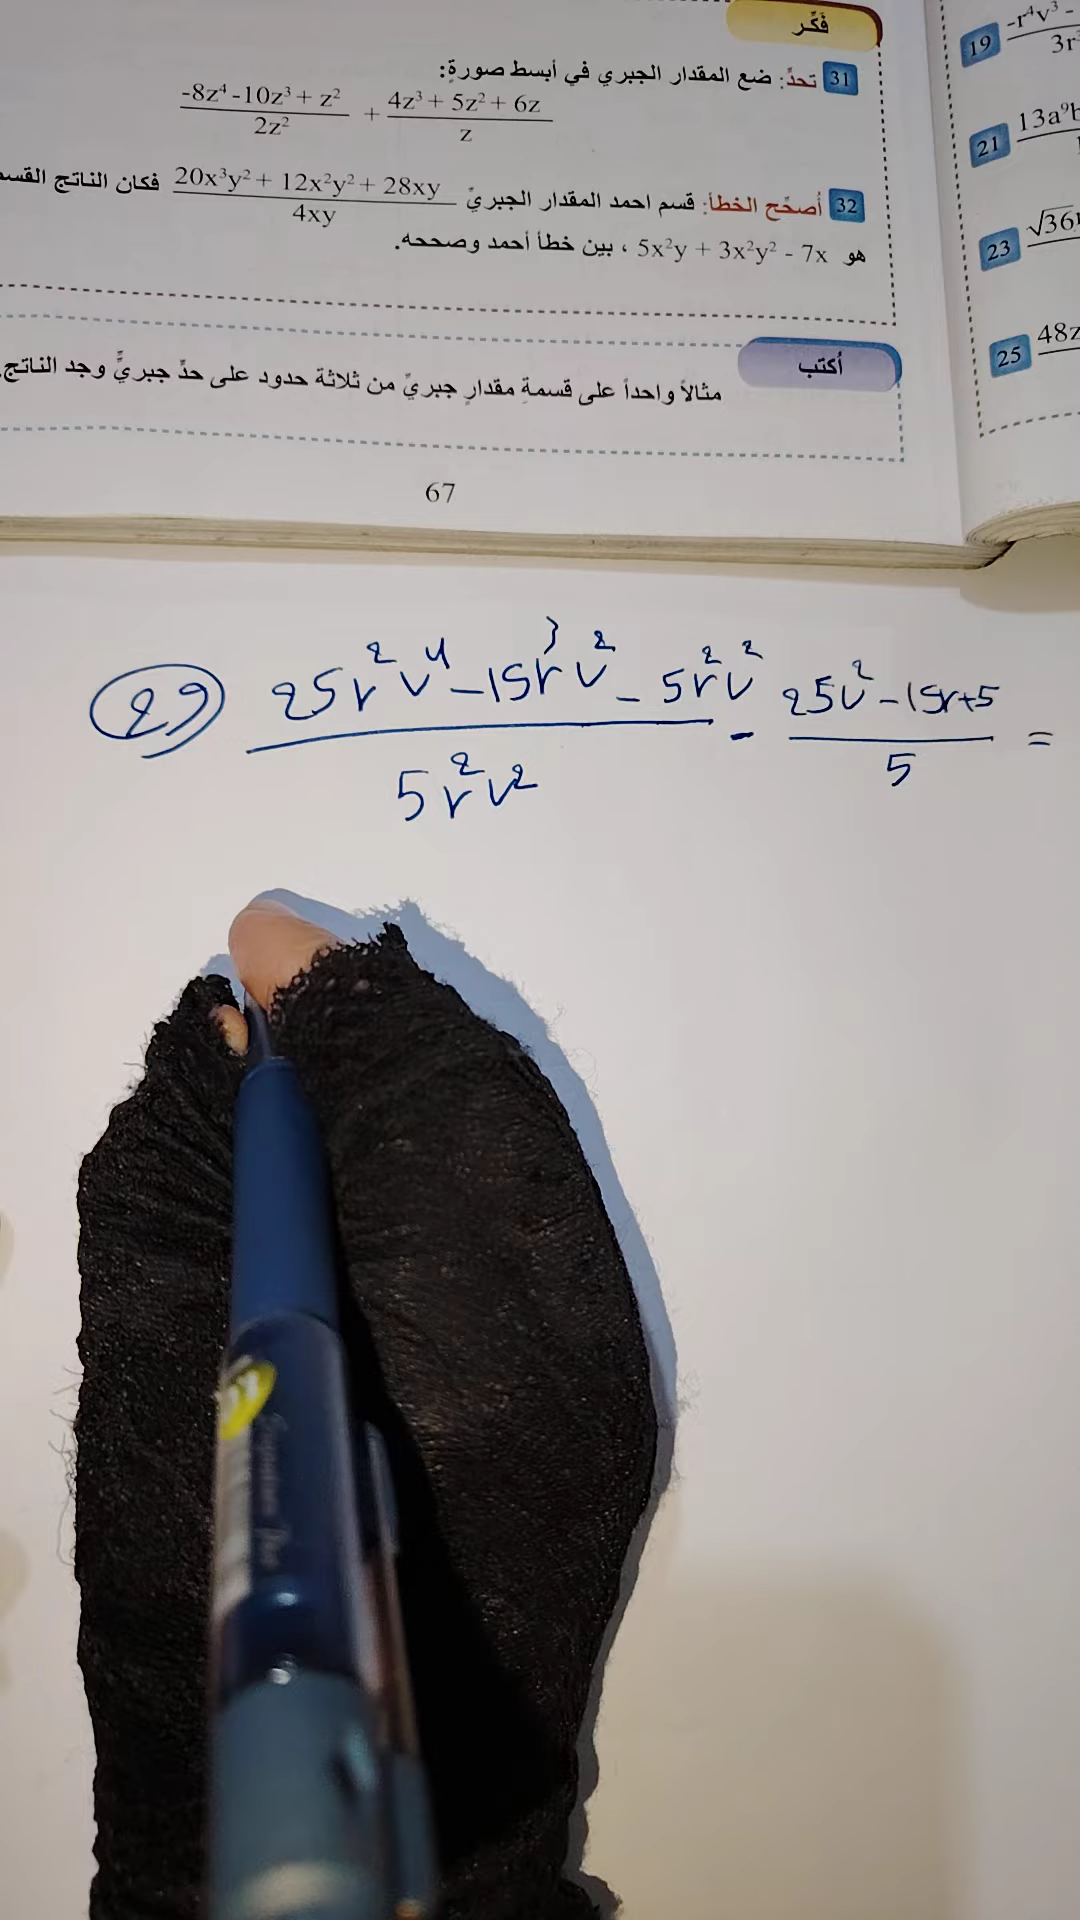 فَكِّر
31 تحدٍّ: ضع المقدار الجبري في أبسط صورةٍ:
-8z⁴ -10z³ + z² / 2z² + 4z³ + 5z² + 6z / z
32 أُصحّح الخطأ: قسم احمد المقدار الجبريّ 20x³y² + 12x²y² + 28xy / 4xy فكان الناتج
هو 5x²y + 3x²y² - 7x ، بين خطأ أحمد وصححه.
أكتب
مثالاً واحداً على قسمةِ مقدارٍ جبريٍّ من ثلاثة حدود على حدٍّ جبريٍّ وجد الناتج.
67
19 -r⁴v³ -
21
23
25
29 25r²v⁴ - 15r³v² - 5r²v² / 5r²v² - 25v² - 15r + 5 / 5 =